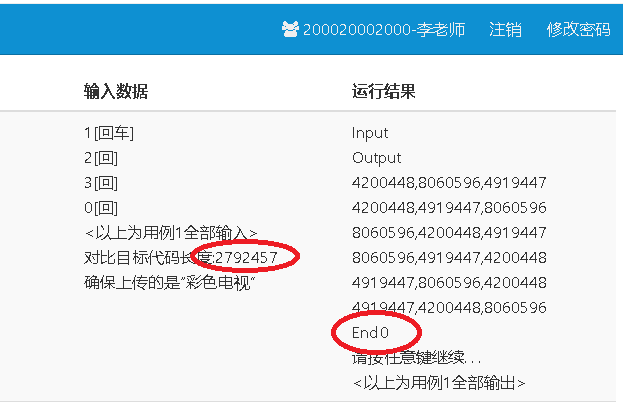 200020002000-李老师 注销 修改密码
输入数据 运行结果
1[回车] Input
2[回] Output
3[回] 4200448,8060596,4919447
0[回] 4200448,4919447,8060596
<以上为用例1全部输入> 8060596,4200448,4919447
对比目标代码长度:2792457 8060596,4919447,4200448
确保上传的是"彩色电视" 4919447,8060596,4200448
4919447,4200448,8060596
End0
请按任意键继续...
<以上为用例1全部输出>